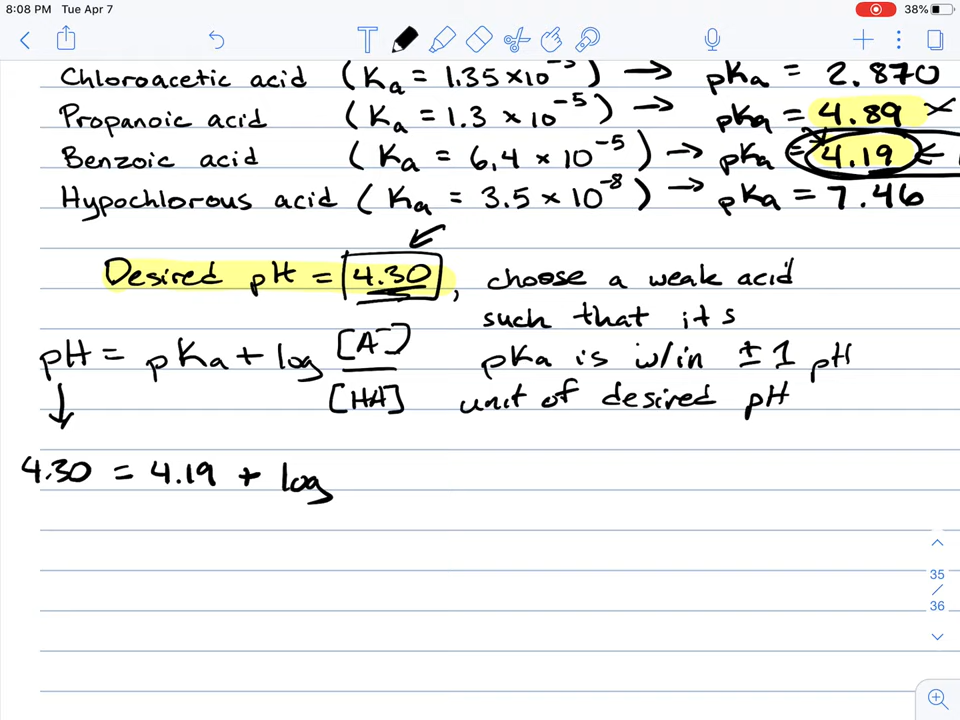 8:08 PM Tue Apr 7 38%
Chloroacetic acid (Ka = 1.35 ×10⁻³) → pKa = 2.870
Propanoic acid (Ka = 1.3 × 10⁻⁵) → pKa = 4.89
Benzoic acid (Ka = 6.4 × 10⁻⁵) → pKa = 4.19
Hypochlorous acid (Ka = 3.5 × 10⁻⁸) → pKa = 7.46
Desired pH = 4.30, choose a weak acid
such that its
pH = pKa + log [A⁻]/[HA] pKa is w/in ± 1 pH
unit of desired pH
4.30 = 4.19 + log
35
/
36